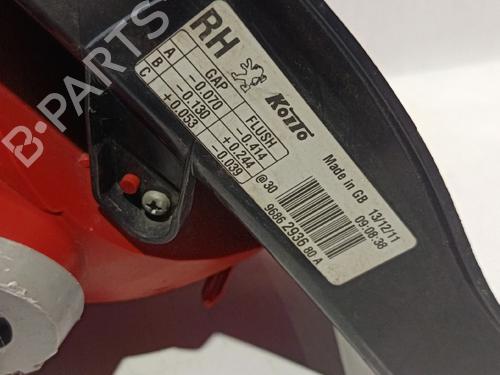 RH
KOITO
GAP FLUSH
A -0.070 -0.414
B -0.130 +0.244
C +0.053 -0.039
@30
Made in GB
13/12/11
09:08:38
9686 2936 80 A
B-PARTS